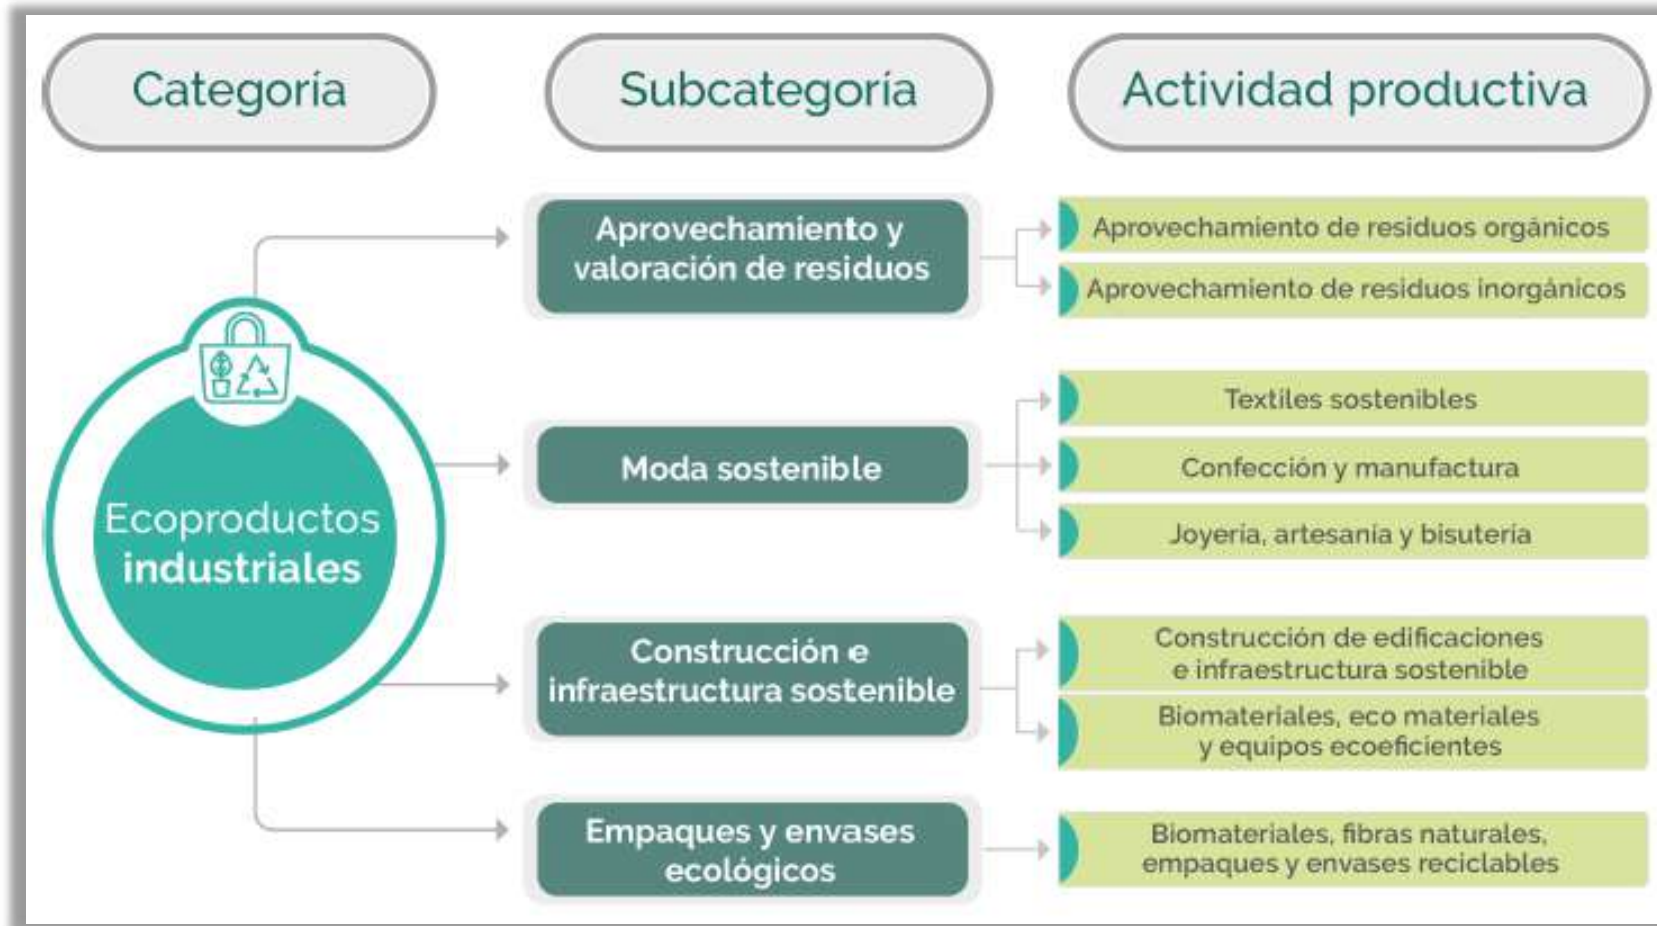 Categoría
Subcategoría
Actividad productiva
Ecoproductos
industriales
Aprovechamiento y
valoración de residuos
Aprovechamiento de residuos orgánicos
Aprovechamiento de residuos inorgánicos
Moda sostenible
Textiles sostenibles
Confección y manufactura
Joyería, artesanía y bisutería
Construcción e
infraestructura sostenible
Construcción de edificaciones
e infraestructura sostenible
Biomateriales, eco materiales
y equipos ecoeficientes
Empaques y envases
ecológicos
Biomateriales, fibras naturales,
empaques y envases reciclables